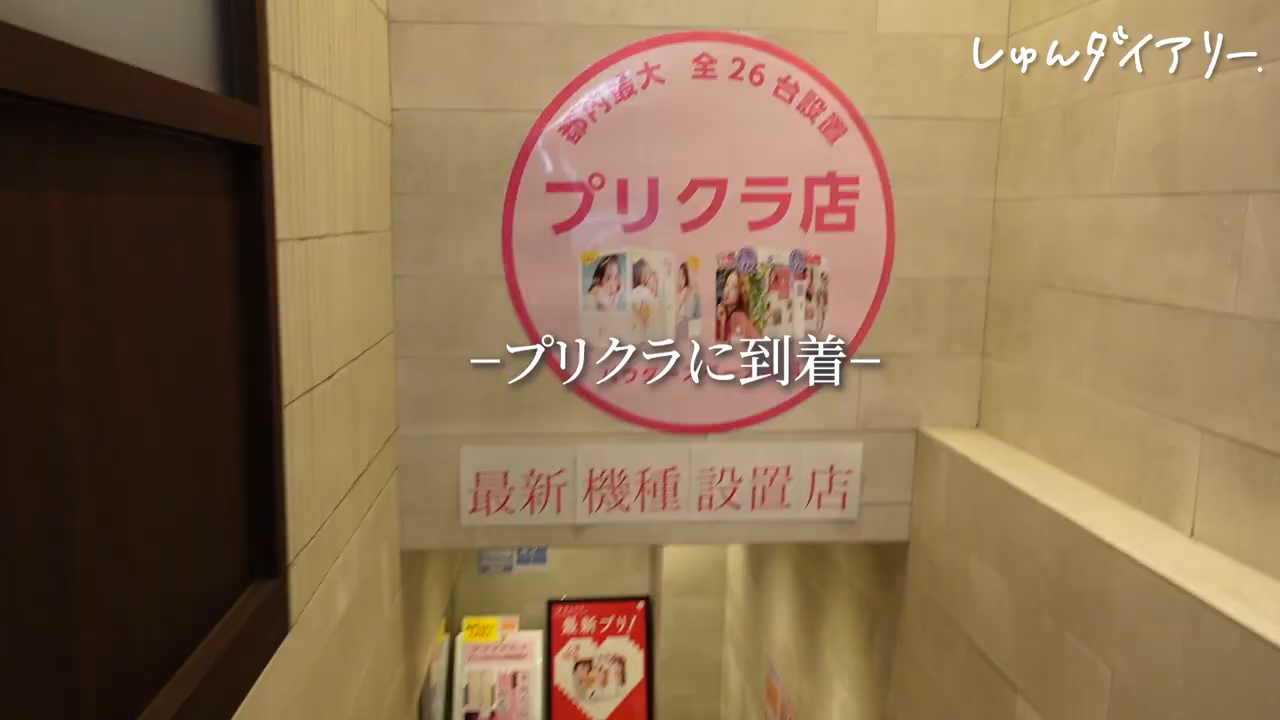 しゅんダイアリー.
都内最大 全26台設置
プリクラ店
−プリクラに到着−
最新機種設置店
最新プリ!